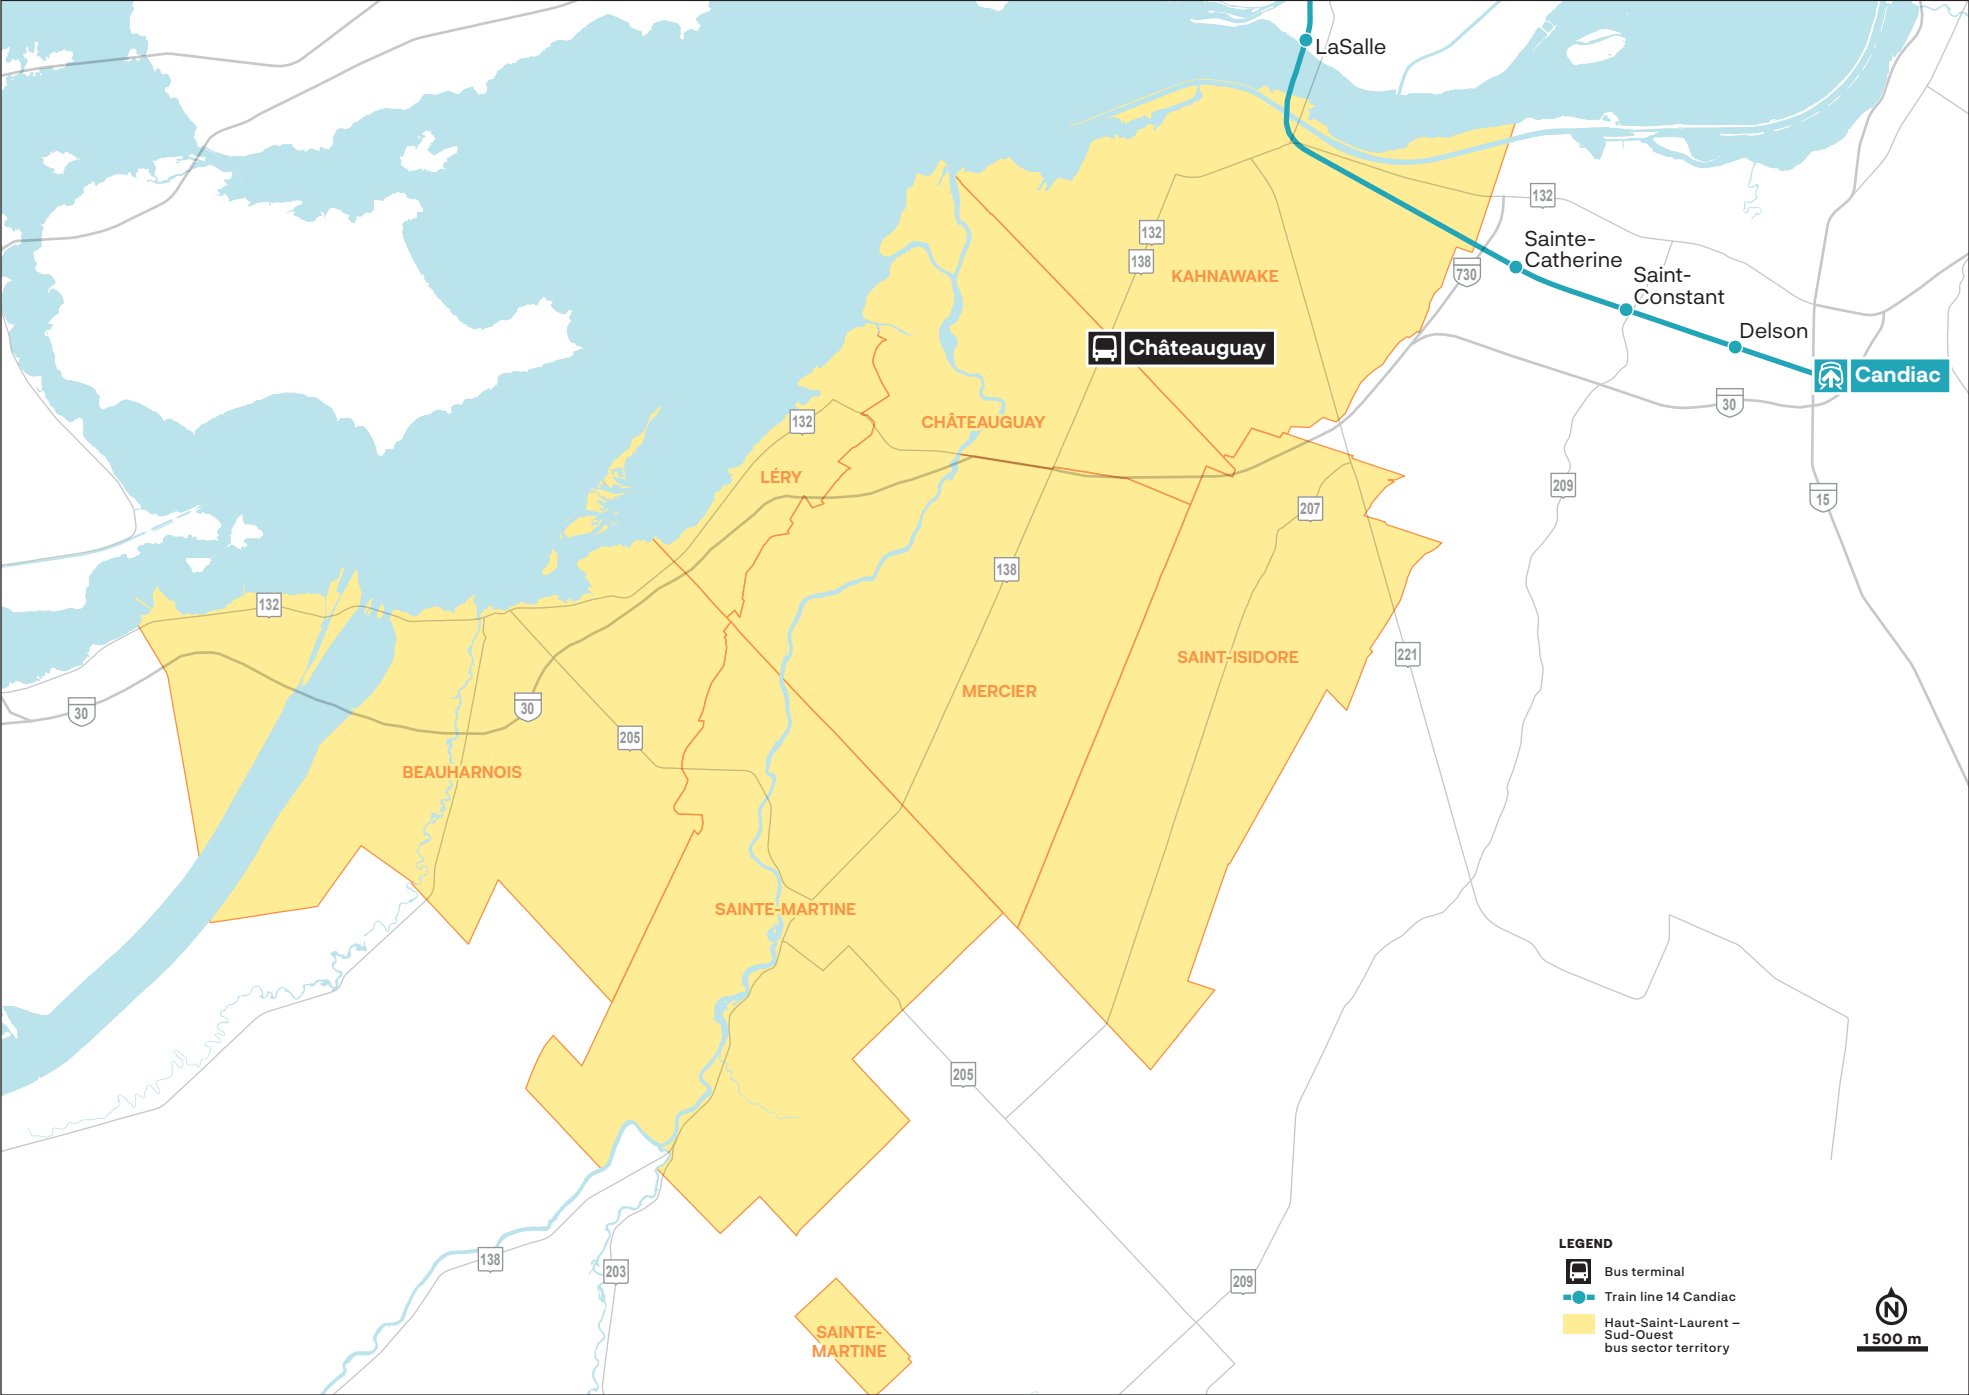 LaSalle
132
Sainte-
Catherine
132
138
KAHNAWAKE
730
Saint-
Constant
Delson
Châteauguay
Candiac
30
132
CHÂTEAUGUAY
LÉRY
209
15
207
138
132
221
SAINT-ISIDORE
MERCIER
30
30
205
BEAUHARNOIS
SAINTE-MARTINE
205
138
203
209
SAINTE-
MARTINE
LEGEND
Bus terminal
Train line 14 Candiac
Haut-Saint-Laurent –
Sud-Ouest
bus sector territory
N
1500 m